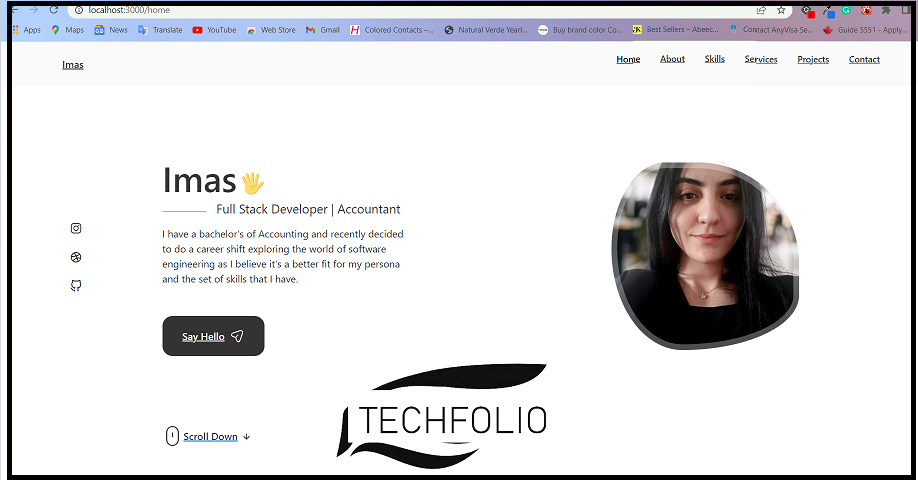 localhost:3000/home
Apps Maps News Translate YouTube Web Store Gmail Colored Contacts –... Natural Verde Yearl... Buy brand color Co... Best Sellers – Abeec... Contact AnyVisa Se... Guide 5551 - Apply...
Imas Home About Skills Services Projects Contact
Imas
Full Stack Developer | Accountant
I have a bachelor's of Accounting and recently decided
to do a career shift exploring the world of software
engineering as I believe it's a better fit for my persona
and the set of skills that I have.
Say Hello
TECHFOLIO
Scroll Down